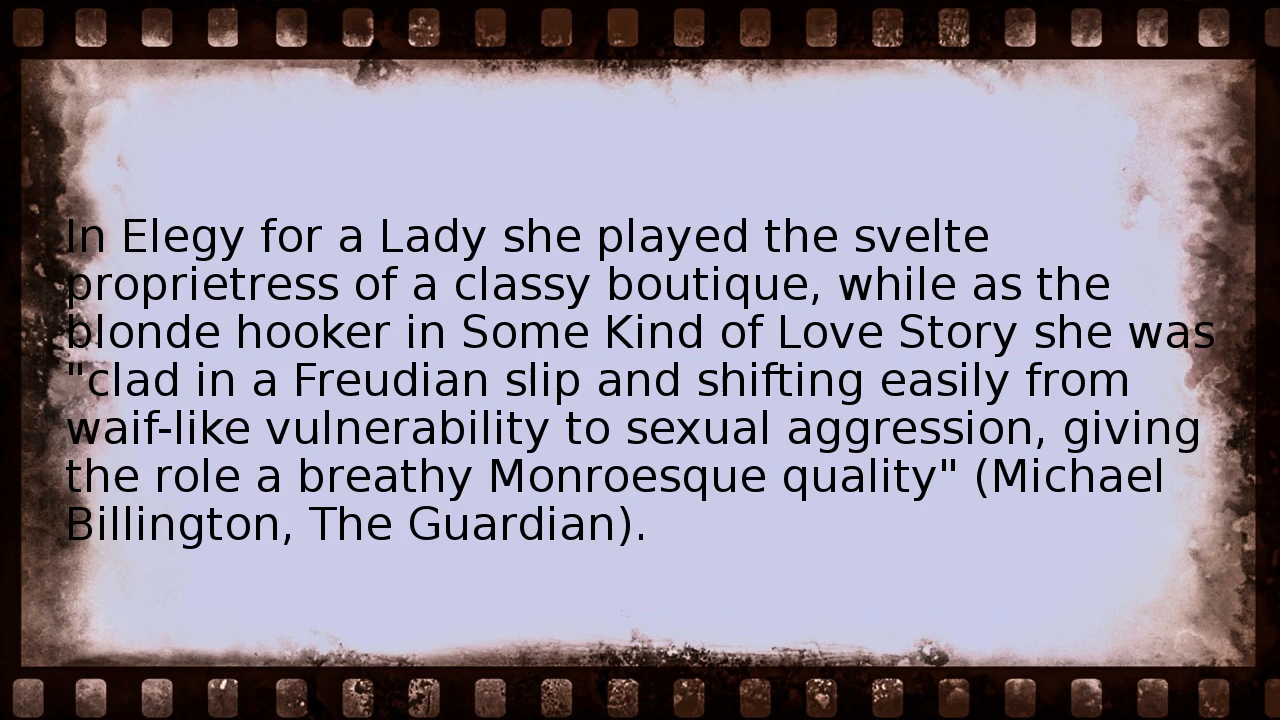 In Elegy for a Lady she played the svelte
proprietress of a classy boutique, while as the
blonde hooker in Some Kind of Love Story she was
"clad in a Freudian slip and shifting easily from
waif-like vulnerability to sexual aggression, giving
the role a breathy Monroesque quality" (Michael
Billington, The Guardian).